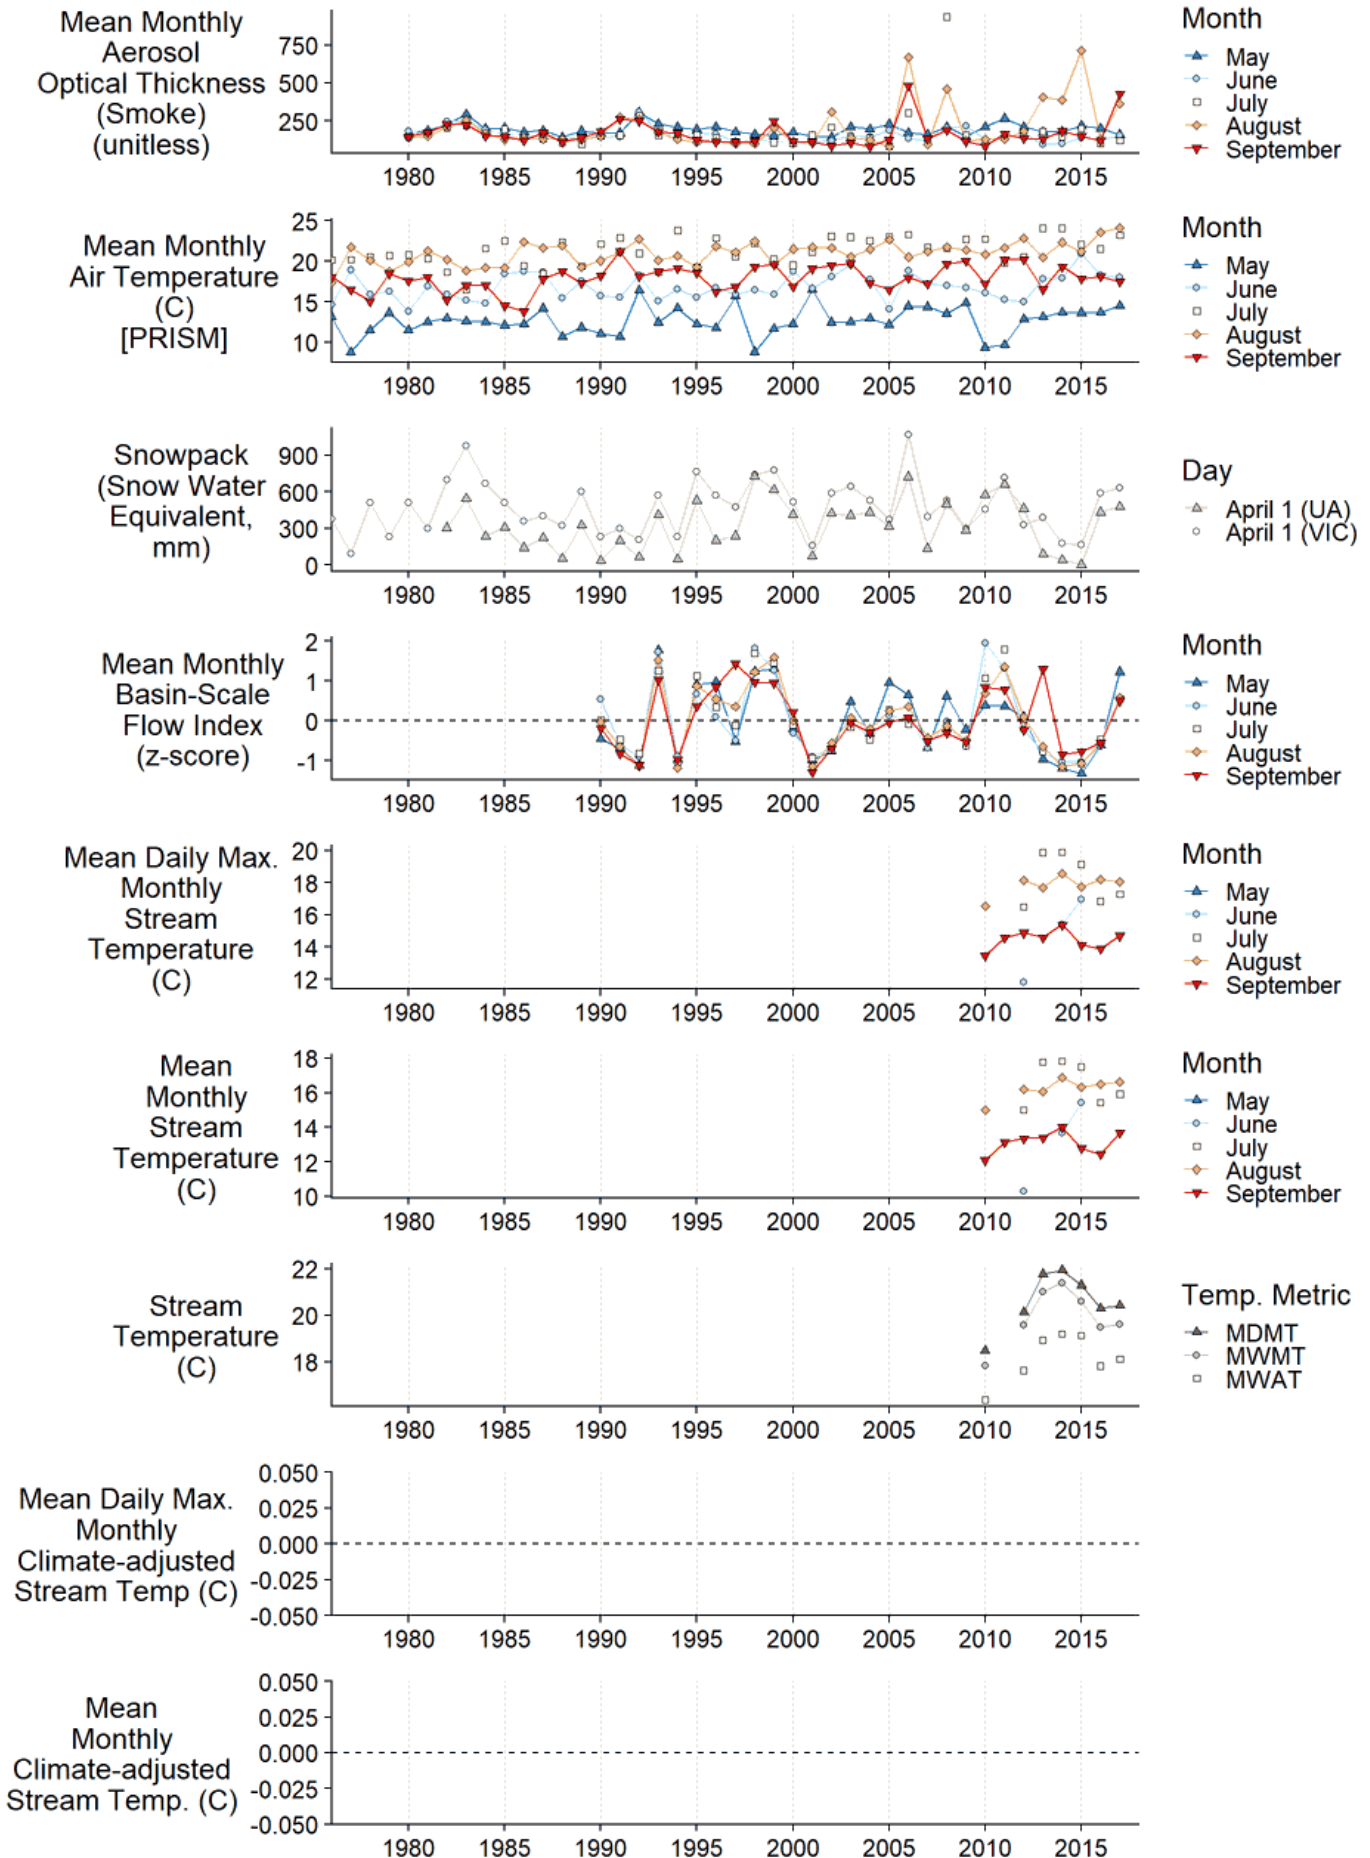 Mean Monthly
Aerosol
Optical Thickness
(Smoke)
(unitless)
750
500
250
1980 1985 1990 1995 2000 2005 2010 2015
Month
May
June
July
August
September
Mean Monthly
Air Temperature
(C)
[PRISM]
25
20
15
10
1980 1985 1990 1995 2000 2005 2010 2015
Month
May
June
July
August
September
Snowpack
(Snow Water
Equivalent,
mm)
900
600
300
0
1980 1985 1990 1995 2000 2005 2010 2015
Day
April 1 (UA)
April 1 (VIC)
Mean Monthly
Basin-Scale
Flow Index
(z-score)
2
1
0
-1
1980 1985 1990 1995 2000 2005 2010 2015
Month
May
June
July
August
September
Mean Daily Max.
Monthly
Stream
Temperature
(C)
20
18
16
14
12
1980 1985 1990 1995 2000 2005 2010 2015
Month
May
June
July
August
September
Mean
Monthly
Stream
Temperature
(C)
18
16
14
12
10
1980 1985 1990 1995 2000 2005 2010 2015
Month
May
June
July
August
September
Stream
Temperature
(C)
22
20
18
1980 1985 1990 1995 2000 2005 2010 2015
Temp. Metric
MDMT
MWMT
MWAT
Mean Daily Max.
Monthly
Climate-adjusted
Stream Temp (C)
0.050
0.025
0.000
-0.025
-0.050
1980 1985 1990 1995 2000 2005 2010 2015
Mean
Monthly
Climate-adjusted
Stream Temp. (C)
0.050
0.025
0.000
-0.025
-0.050
1980 1985 1990 1995 2000 2005 2010 2015